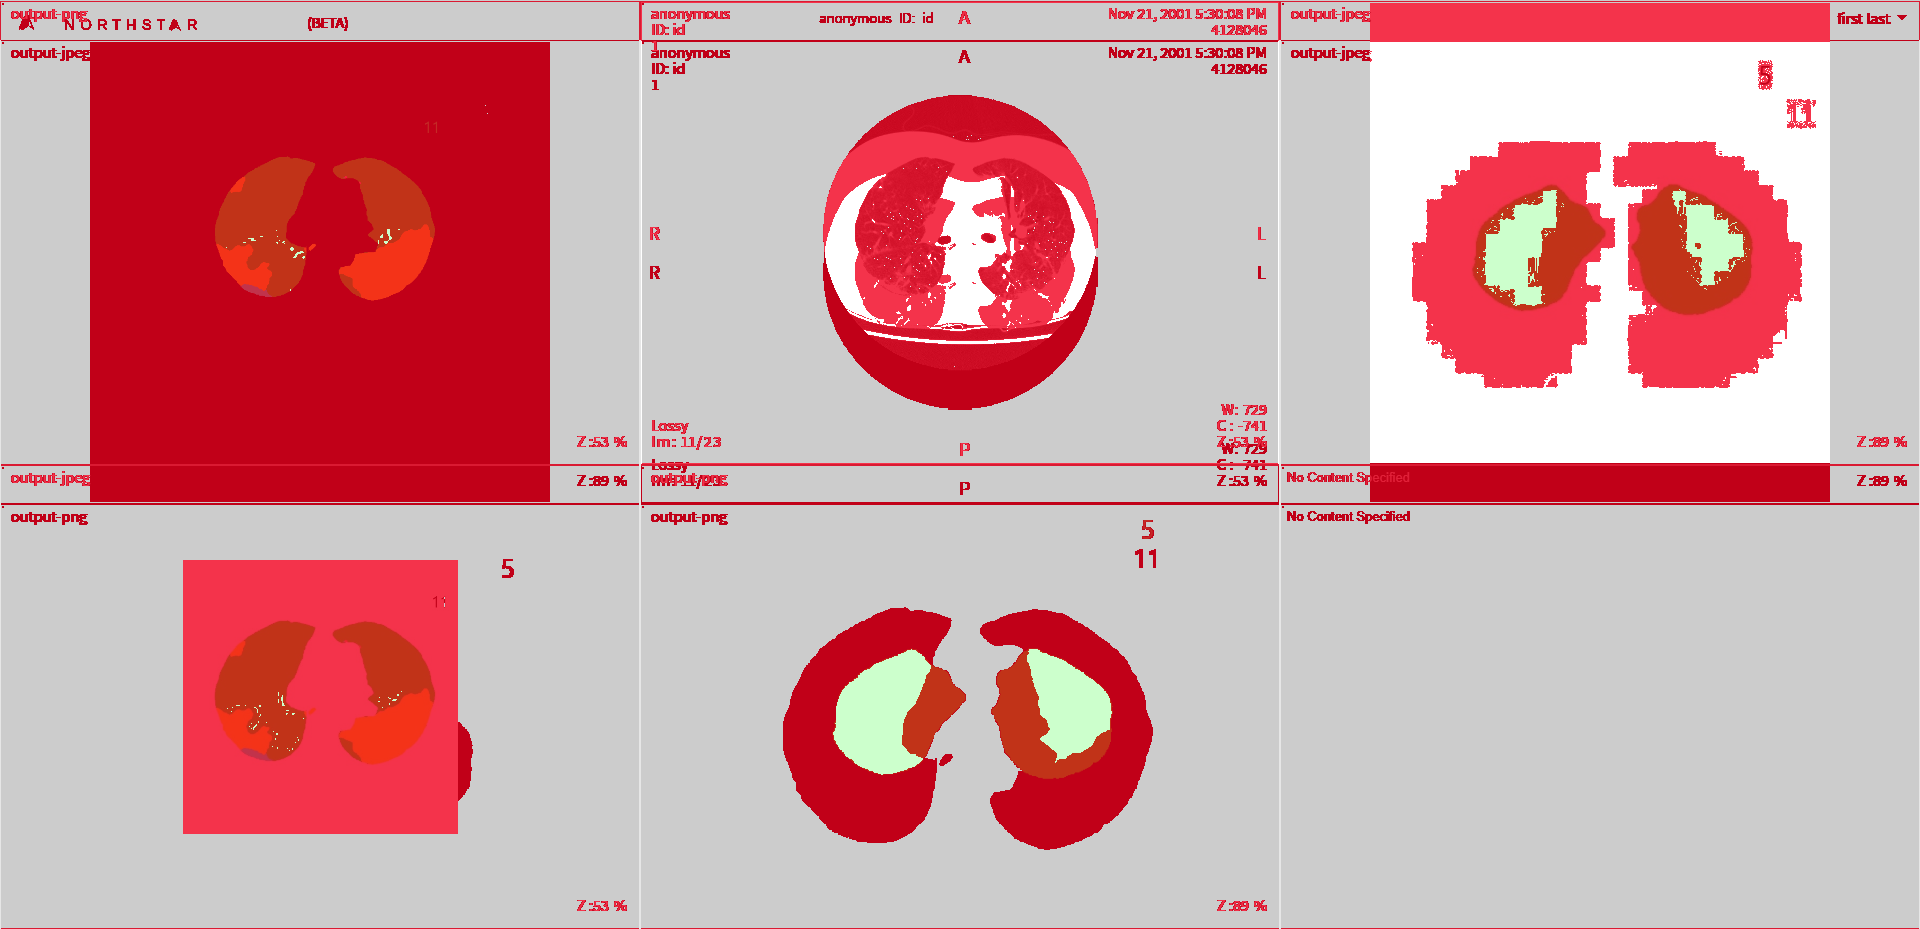 output-png
NORTHSTAR (BETA)
anonymous ID: id
first last
output-jpeg
11
Z:53 %
anonymous
ID: id
1
A
Nov 21, 2001 5:30:08 PM
4128046
anonymous
ID: id
1
A
Nov 21, 2001 5:30:08 PM
4128046
R
L
R
L
W: 729
C: -741
Z:53 %
Lossy
Im: 11/23
P
W: 729
C: -741
Z:53 %
Lossy
Im: 11/23
P
output-jpeg
output-jpeg
5
11
Z:89 %
output-jpeg
Z:89 %
output-png
No Content Specified
Z:89 %
output-png
5
11
Z:53 %
output-png
5
11
Z:89 %
No Content Specified